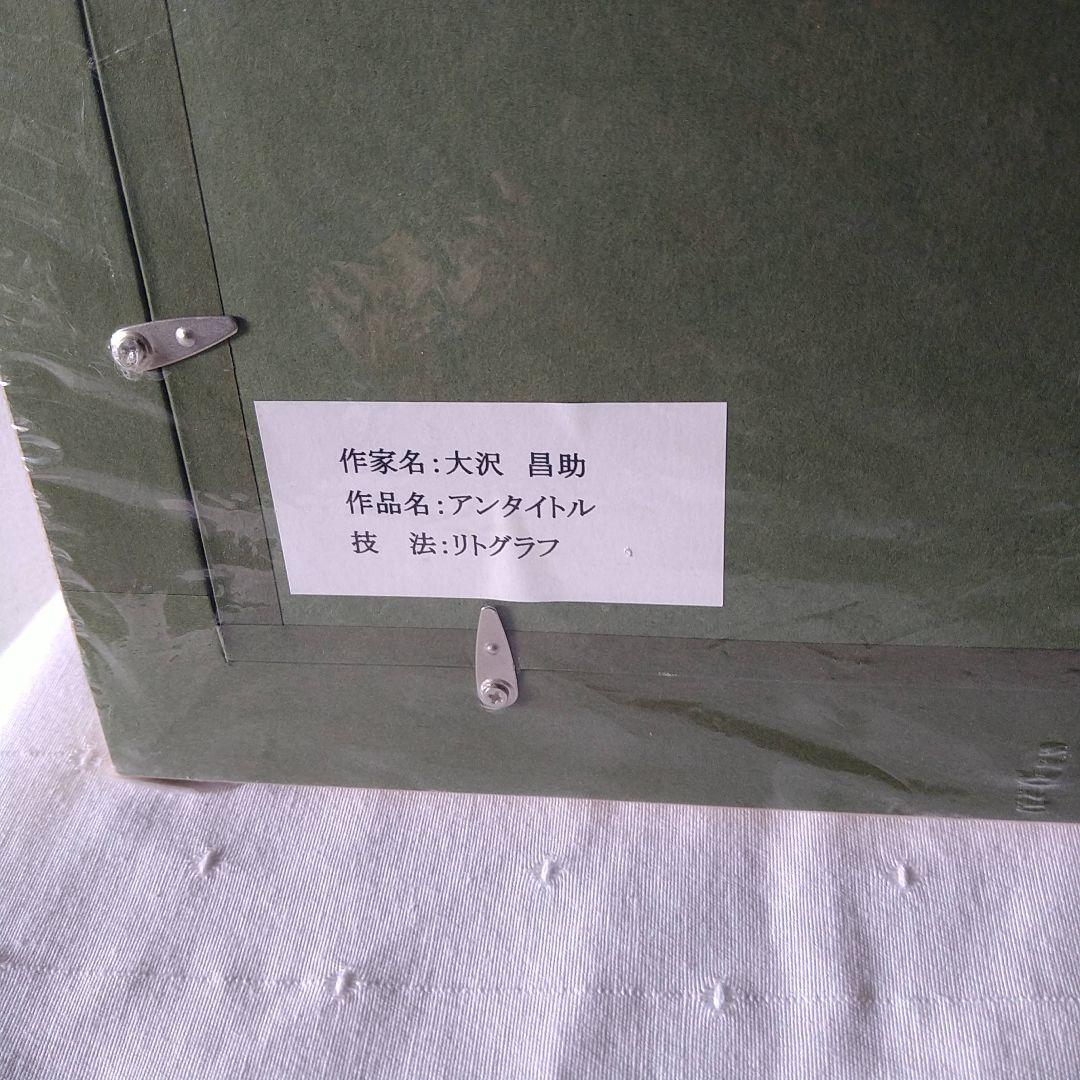 作家名:大沢　昌助
作品名:アンタイトル
技　法:リトグラフ